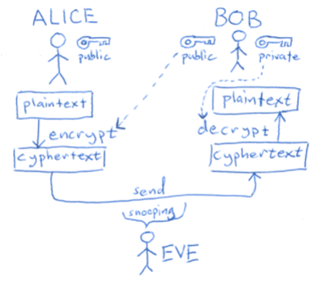 ALICE
BOB
public
public
private
plaintext
plaintext
encrypt
decrypt
cyphertext
cyphertext
send
snooping
EVE